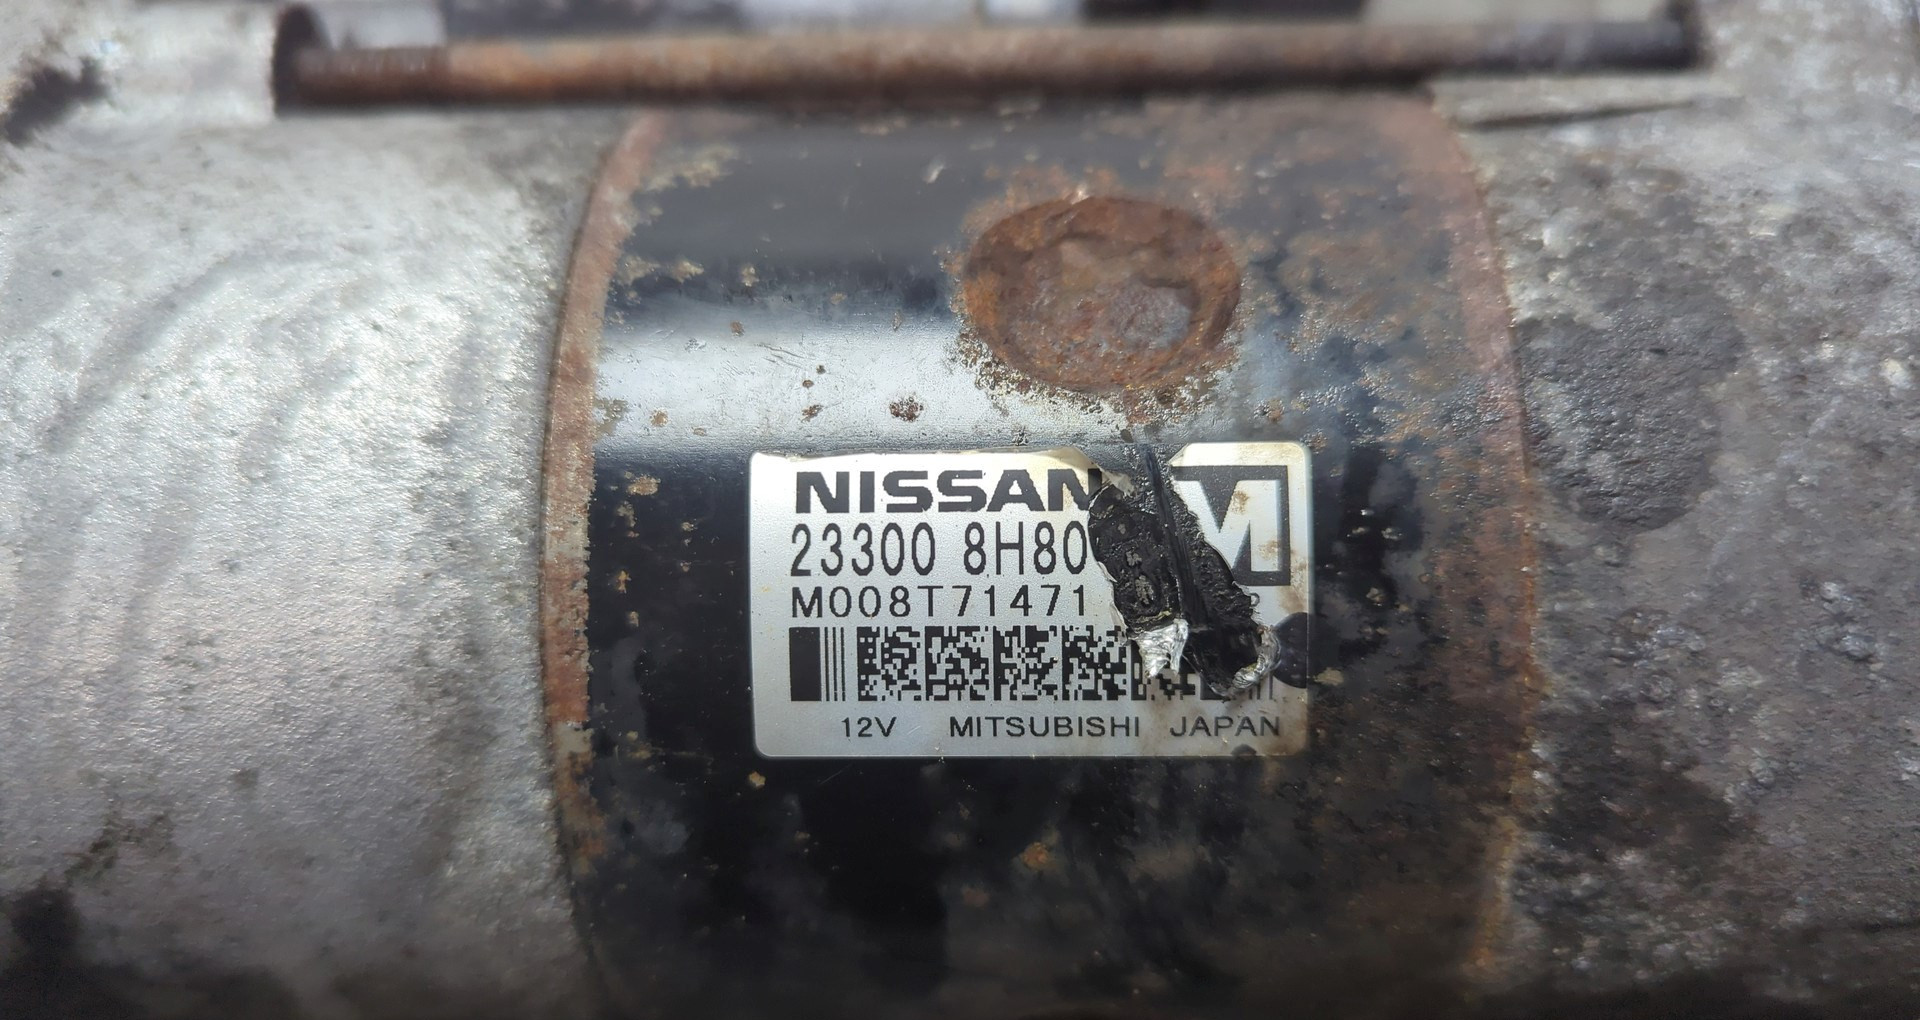 NISSAN M
23300 8H80
M008T71471
12V MITSUBISHI JAPAN